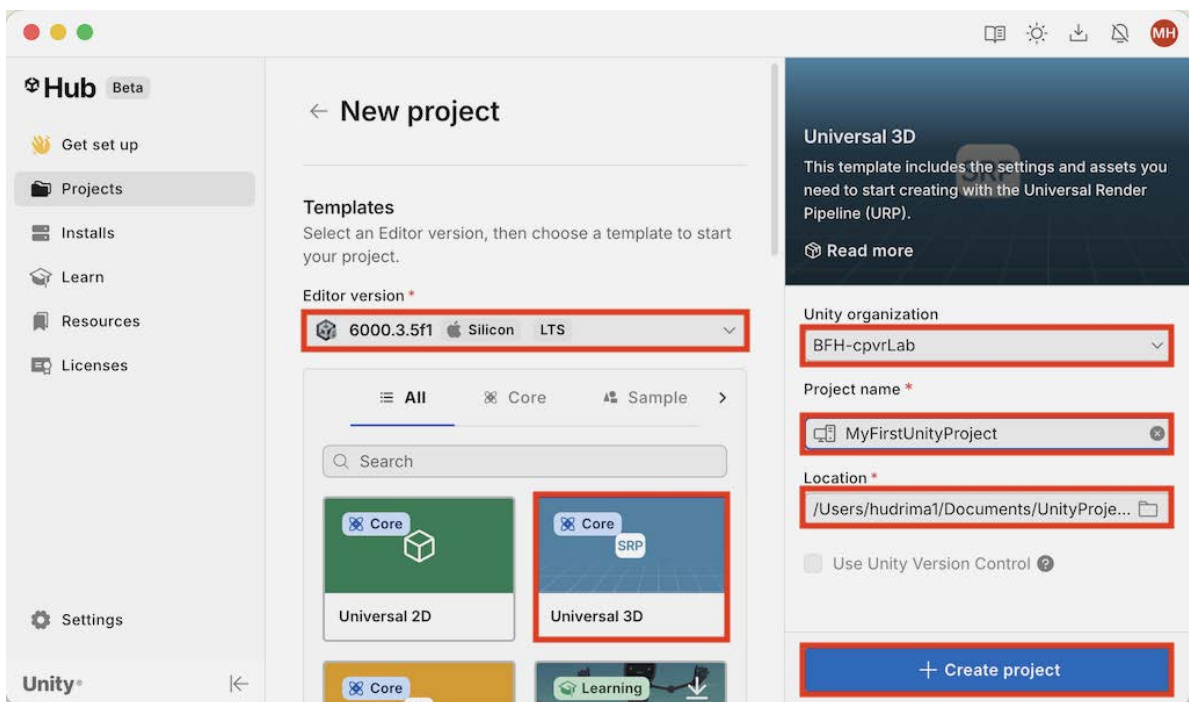 MH
Hub Beta
Get set up
Projects
Installs
Learn
Resources
Licenses
Settings
Unity
← New project
Templates
Select an Editor version, then choose a template to start
your project.
Editor version *
6000.3.5f1 Silicon LTS
All Core Sample
Search
Core
Universal 2D
Core
SRP
Universal 3D
Core
Learning
Universal 3D
This template includes the settings and assets you
need to start creating with the Universal Render
Pipeline (URP).
Read more
Unity organization
BFH-cpvrLab
Project name *
MyFirstUnityProject
Location *
/Users/hudrima1/Documents/UnityProje...
Use Unity Version Control ?
+ Create project